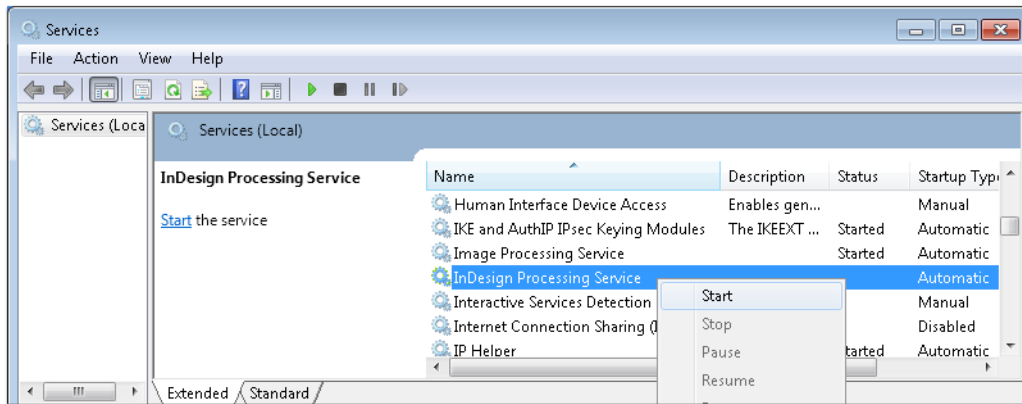 Services
File Action View Help
Services (Loca
Services (Local)
InDesign Processing Service
Start the service
Name Description Status Startup Type
Human Interface Device Access Enables gen... Manual
IKE and AuthIP IPsec Keying Modules The IKEEXT ... Started Automatic
Image Processing Service Started Automatic
InDesign Processing Service Automatic
Interactive Services Detection Manual
Internet Connection Sharing (I Disabled
IP Helper tarted Automatic
Start
Stop
Pause
Resume
Extended Standard